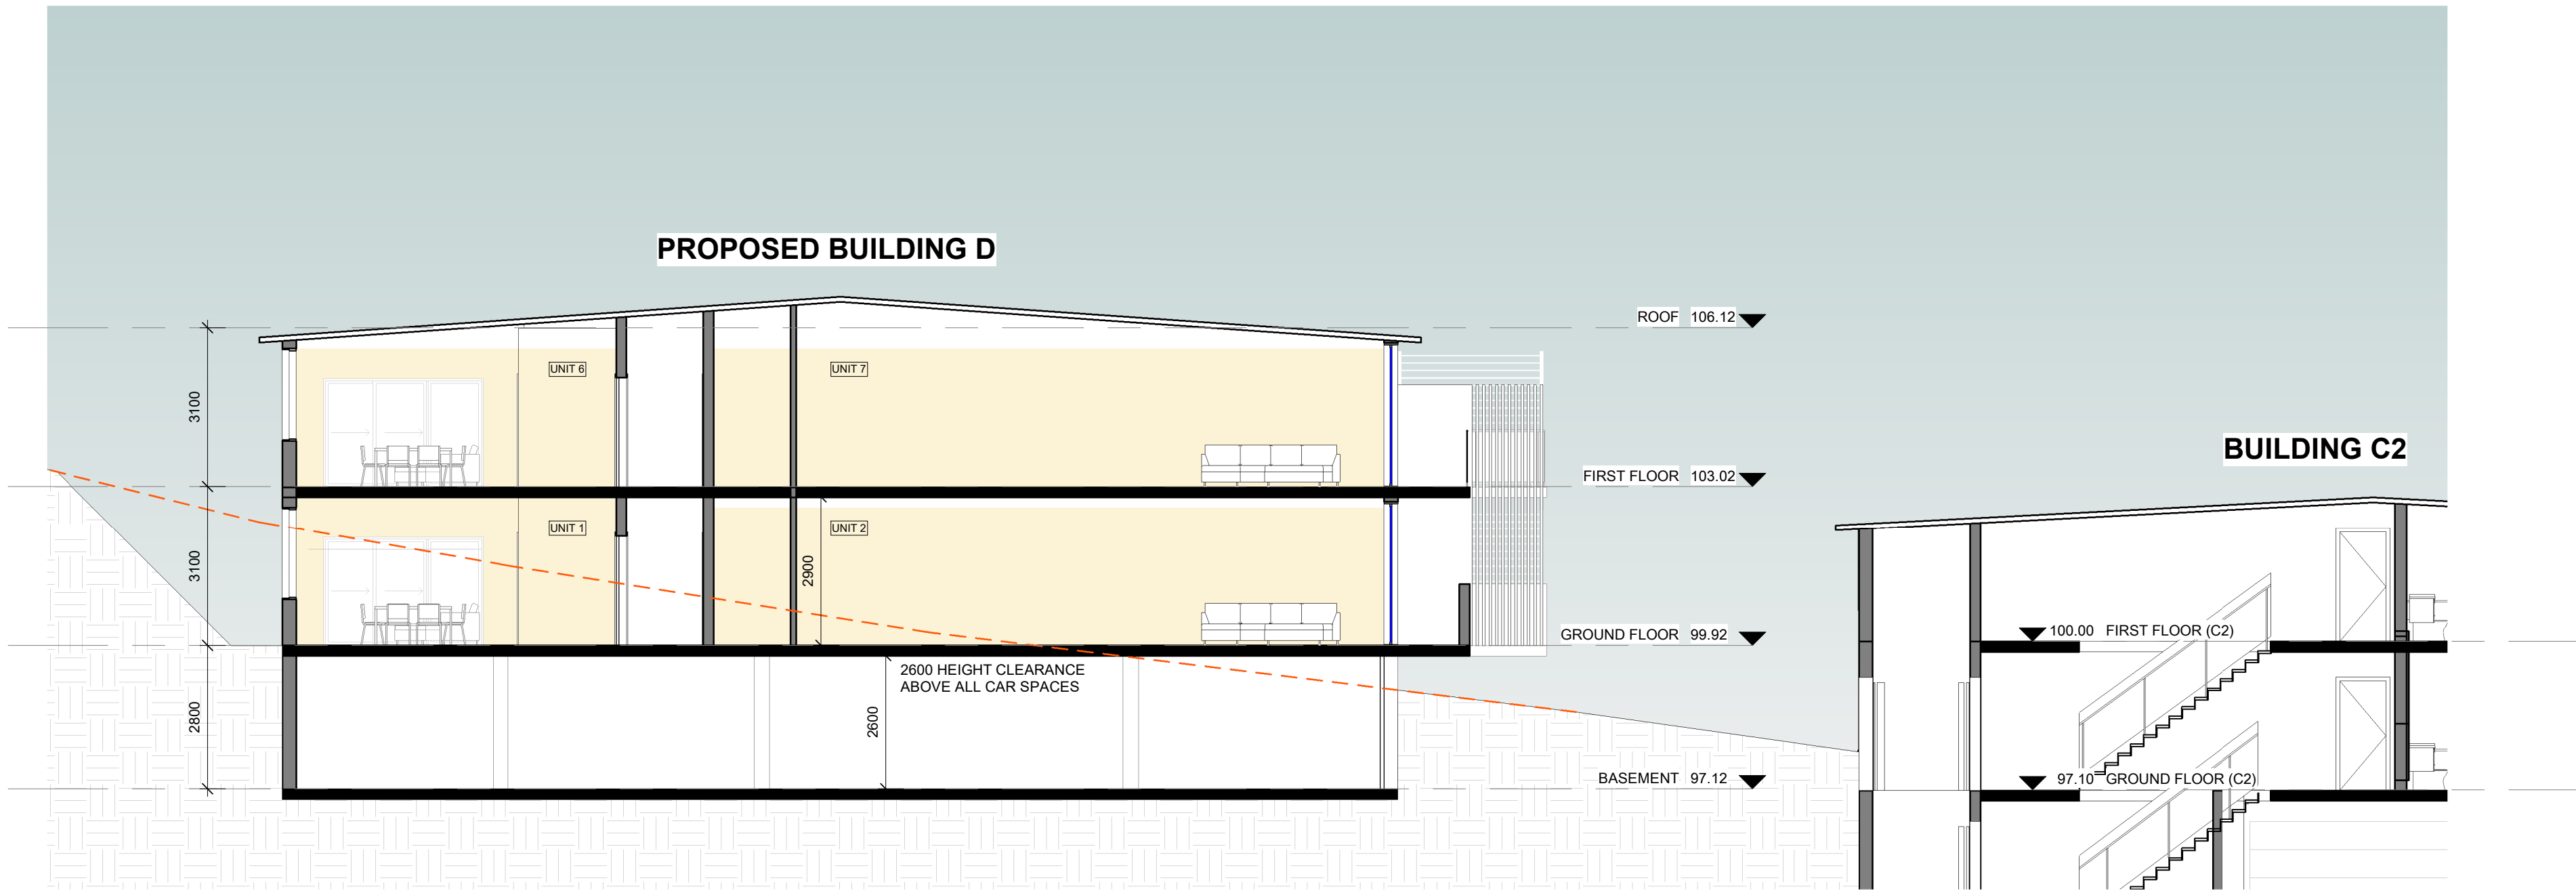 PROPOSED BUILDING D
ROOF 106.12
UNIT 6
UNIT 7
3100
BUILDING C2
FIRST FLOOR 103.02
UNIT 1
UNIT 2
3100
2900
GROUND FLOOR 99.92
100.00 FIRST FLOOR (C2)
2600 HEIGHT CLEARANCE
ABOVE ALL CAR SPACES
2800
2600
BASEMENT 97.12
97.10 GROUND FLOOR (C2)